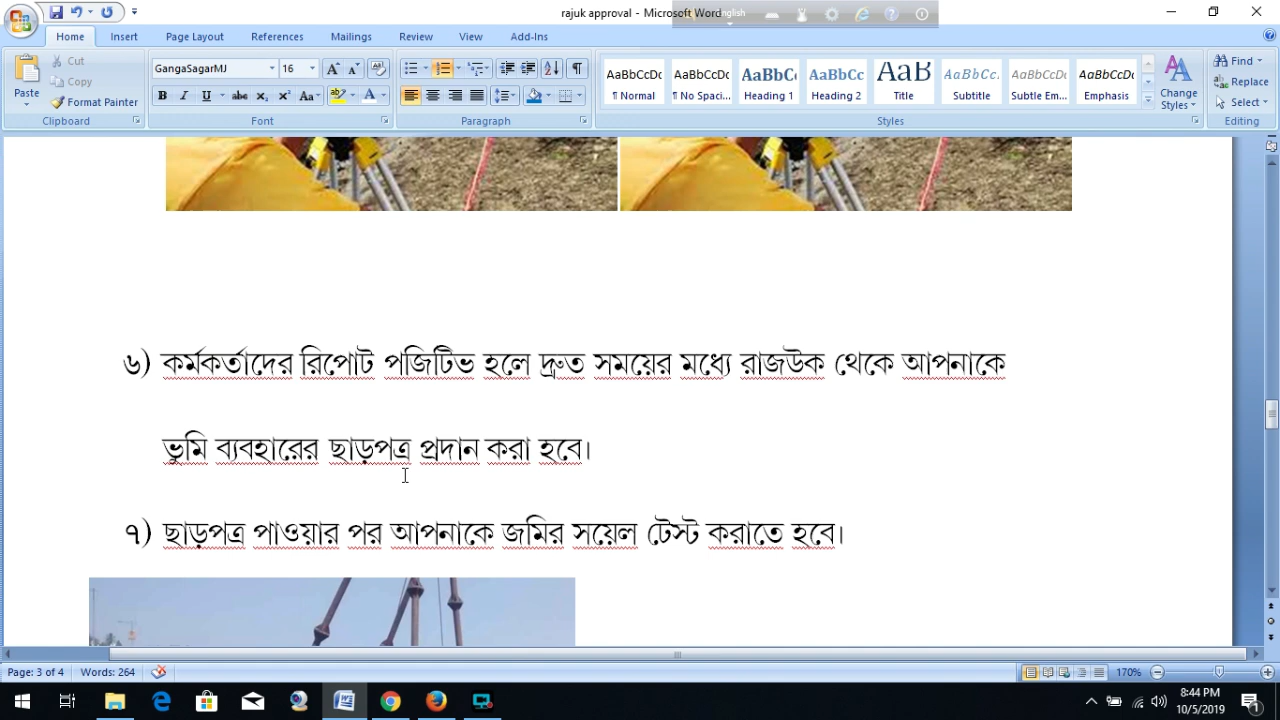 rajuk approval - Microsoft Word
English
Home Insert Page Layout References Mailings Review View Add-Ins
Cut
Copy
Format Painter
Paste
Clipboard
GangaSagarMJ 16
Font
Paragraph
AaBbCcDc AaBbCcDc AaBbCc AaBbCc AaB AaBbCc. AaBbCcDc AaBbCcDc
¶ Normal ¶ No Spaci... Heading 1 Heading 2 Title Subtitle Subtle Em... Emphasis
Change Styles
Styles
Find
Replace
Select
Editing
৬) কর্মকর্তাদের রিপোট পজিটিভ হলে দ্রুত সময়ের মধ্যে রাজউক থেকে আপনাকে
ভুমি ব্যবহারের ছাড়পত্র প্রদান করা হবে।
৭) ছাড়পত্র পাওয়ার পর আপনাকে জমির সয়েল টেস্ট করাতে হবে।
Page: 3 of 4 Words: 264 170%
8:44 PM
10/5/2019